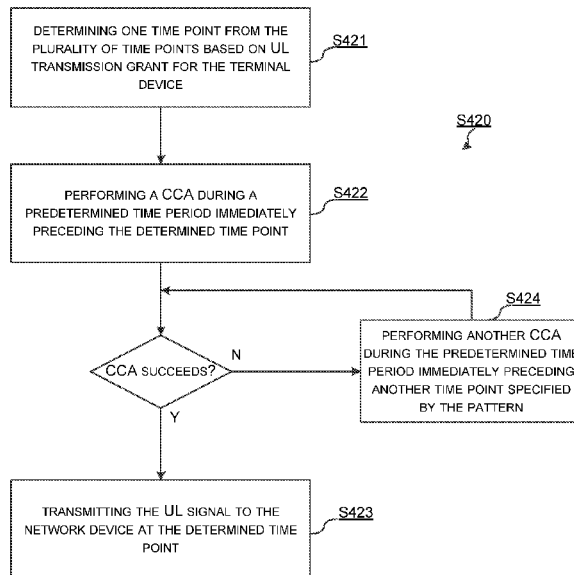 DETERMINING ONE TIME POINT FROM THE
PLURALITY OF TIME POINTS BASED ON UL
TRANSMISSION GRANT FOR THE TERMINAL
DEVICE
S421
S420
PERFORMING A CCA DURING A
PREDETERMINED TIME PERIOD IMMEDIATELY
PRECEDING THE DETERMINED TIME POINT
S422
S424
PERFORMING ANOTHER CCA
DURING THE PREDETERMINED TIME
PERIOD IMMEDIATELY PRECEDING
ANOTHER TIME POINT SPECIFIED
BY THE PATTERN
CCA SUCCEEDS?
N
Y
TRANSMITTING THE UL SIGNAL TO THE
NETWORK DEVICE AT THE DETERMINED TIME
POINT
S423